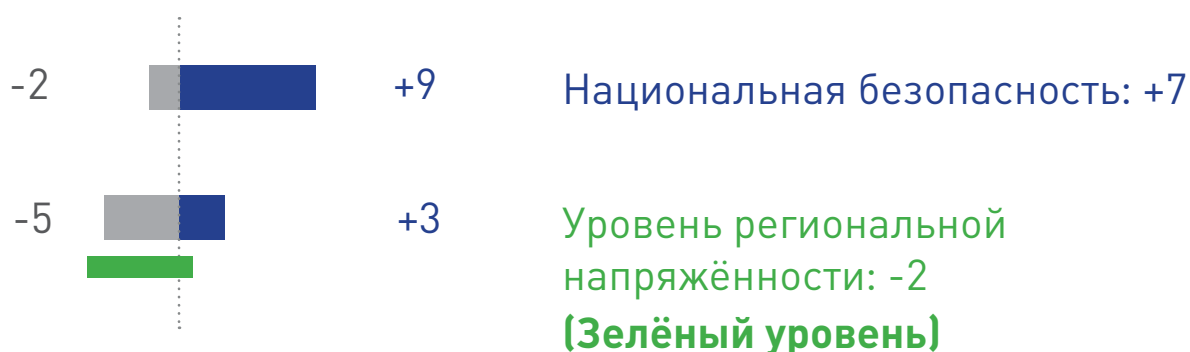 -2 +9 Национальная безопасность: +7
-5 +3 Уровень региональной
напряжённости: -2
(Зелёный уровень)